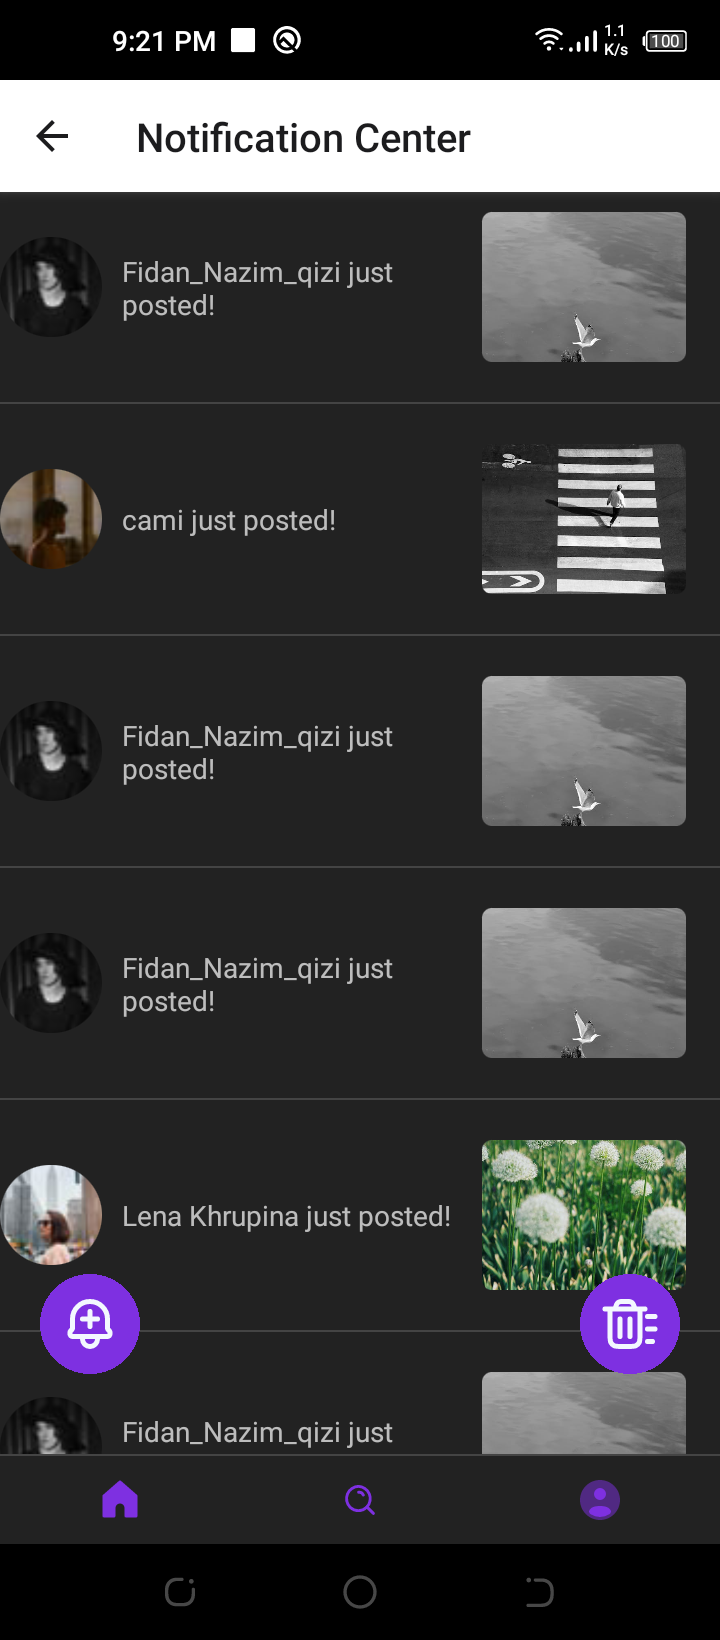 9:21 PM
1.1
K/s
100
Notification Center
Fidan_Nazim_qizi just
posted!
cami just posted!
Fidan_Nazim_qizi just
posted!
Fidan_Nazim_qizi just
posted!
Lena Khrupina just posted!
Fidan_Nazim_qizi just